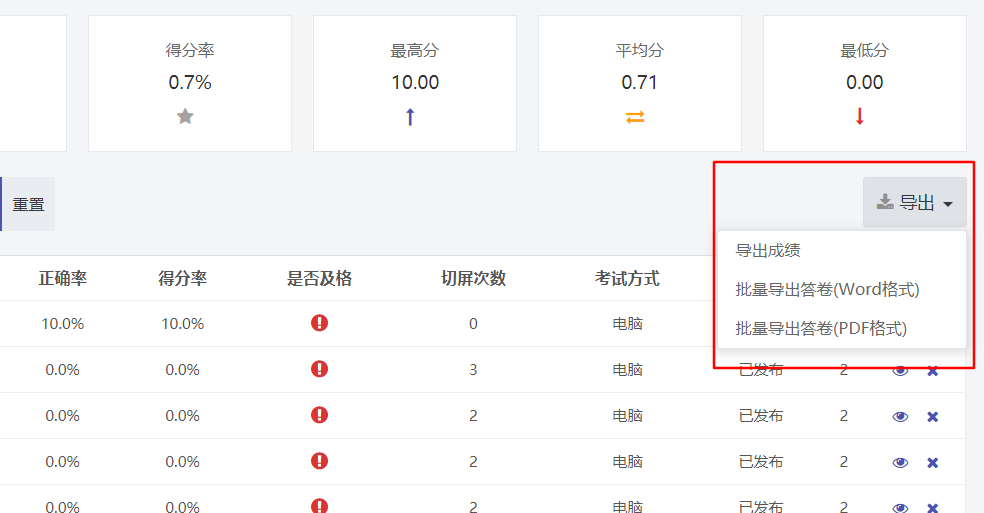 得分率 最高分 平均分 最低分
0.7% 10.00 0.71 0.00
重置 导出
导出成绩
正确率 得分率 是否及格 切屏次数 考试方式
批量导出答卷(Word格式)
10.0% 10.0% 0 电脑
批量导出答卷(PDF格式)
0.0% 0.0% 3 电脑 已发布 2
0.0% 0.0% 2 电脑 已发布 2
0.0% 0.0% 2 电脑 已发布 2
0.0% 0.0% 2 电脑 已发布 2